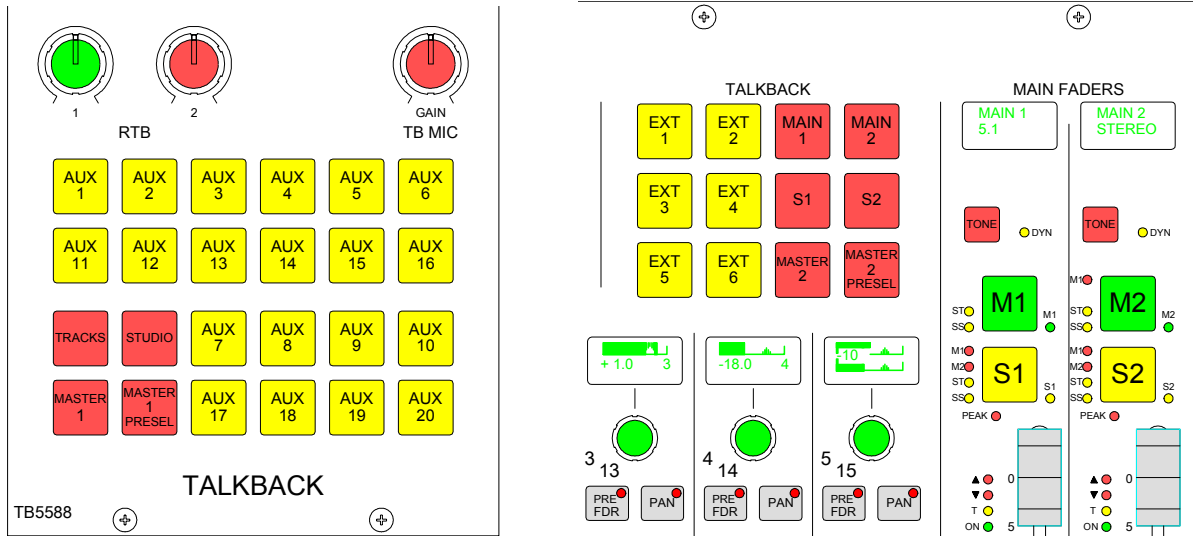 1
2
GAIN
RTB
TB MIC
AUX
1
AUX
2
AUX
3
AUX
4
AUX
5
AUX
6
AUX
11
AUX
12
AUX
13
AUX
14
AUX
15
AUX
16
TRACKS
STUDIO
AUX
7
AUX
8
AUX
9
AUX
10
MASTER
1
MASTER
1
PRESEL
AUX
17
AUX
18
AUX
19
AUX
20
TALKBACK
TB5588
TALKBACK
EXT
1
EXT
2
MAIN
1
MAIN
2
EXT
3
EXT
4
S1
S2
EXT
5
EXT
6
MASTER
2
MASTER
2
PRESEL
+ 1.0 3
-18.0 4
-10
3
13
4
14
5
15
PRE
FDR
PAN
PRE
FDR
PAN
PRE
FDR
PAN
MAIN FADERS
MAIN 1
5.1
MAIN 2
STEREO
TONE
DYN
TONE
DYN
ST
SS
M1
M1
M1
ST
SS
M2
M2
M1
M2
ST
SS
S1
S1
M1
M2
ST
SS
S2
S2
PEAK
PEAK
0
T
ON
5
0
T
ON
5